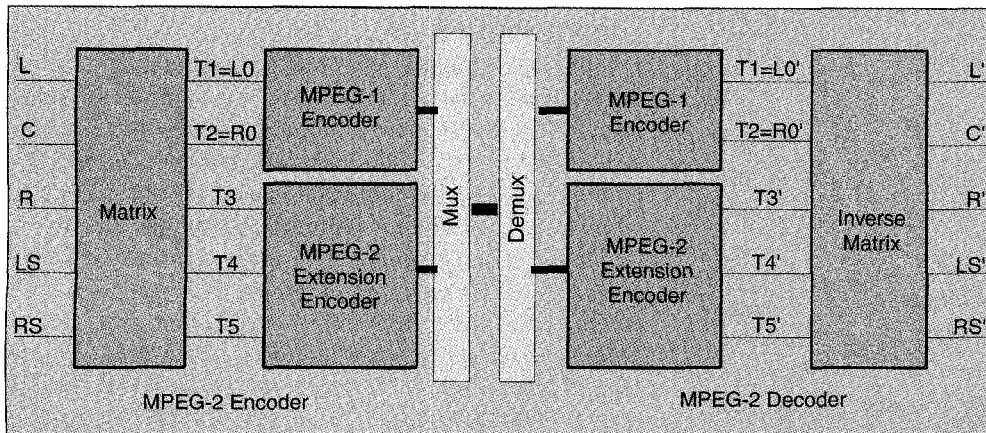 L
C
R
LS
RS
Matrix
T1=L0
T2=R0
T3
T4
T5
MPEG-1
Encoder
MPEG-2
Extension
Encoder
Mux
Demux
MPEG-1
Encoder
MPEG-2
Extension
Encoder
T1=L0'
T2=R0'
T3'
T4'
T5'
Inverse
Matrix
L'
C'
R'
LS'
RS'
MPEG-2 Encoder
MPEG-2 Decoder